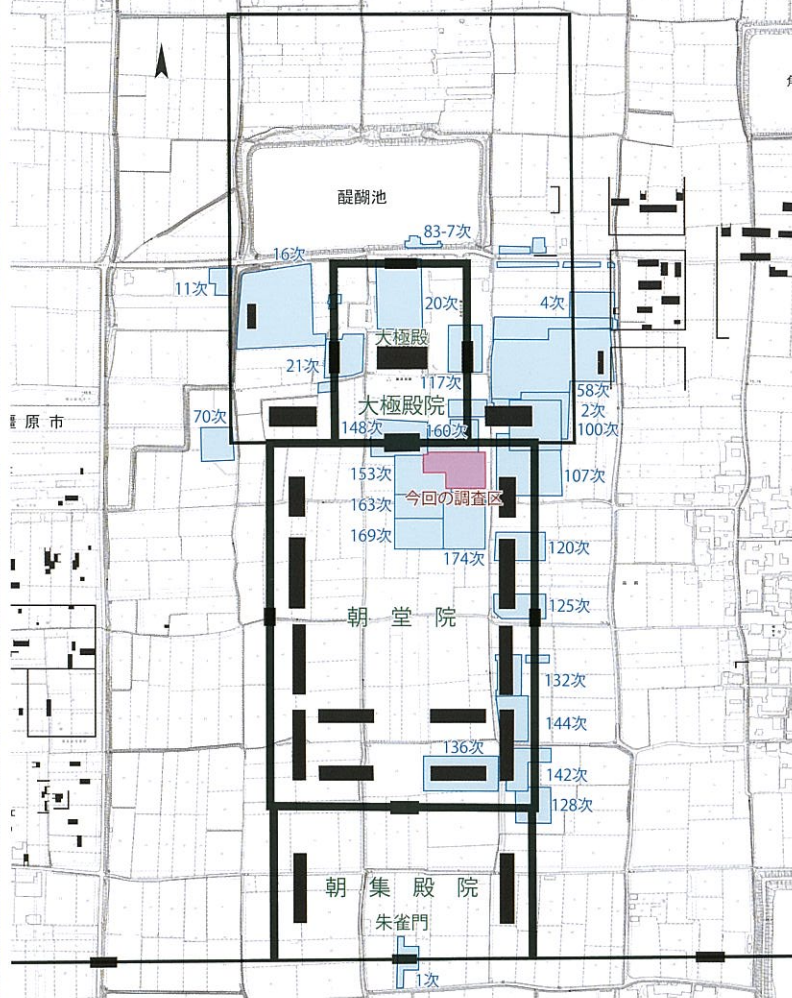 醍醐池
83-7次
16次
11次
20次
4次
大極殿
21次
117次
58次
大極殿院
2次
70次
148次
160次
100次
153次
107次
今回の調査区
163次
169次
120次
174次
125次
朝堂院
132次
144次
136次
142次
128次
朝集殿院
朱雀門
1次
原市